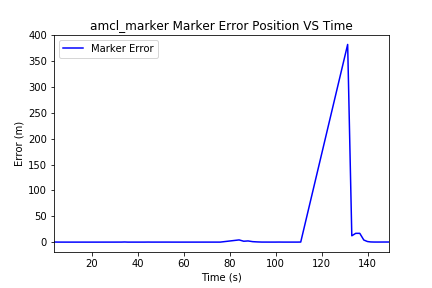 amcl_marker Marker Error Position VS Time
Marker Error
Error (m)
400
350
300
250
200
150
100
50
0
20 40 60 80 100 120 140
Time (s)